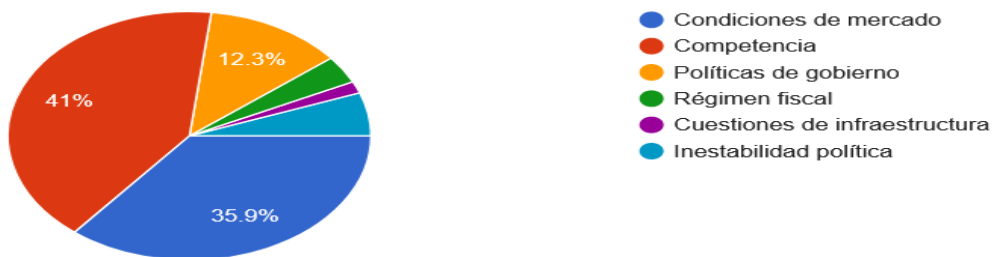 Condiciones de mercado
Competencia
Políticas de gobierno
Régimen fiscal
Cuestiones de infraestructura
Inestabilidad política
12.3%
41%
35.9%